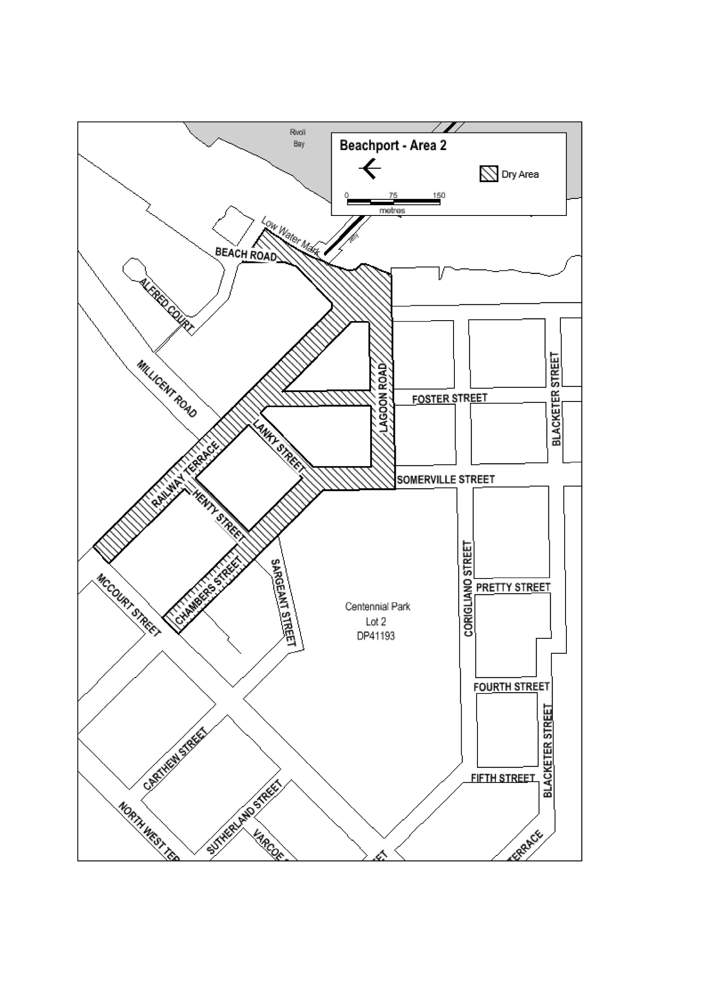 Rivoli
Bay
Beachport - Area 2
Dry Area
0 75 150
metres
Low Water Mark
Jetty
BEACH ROAD
ALFRED COURT
MILLICENT ROAD
LAGOON ROAD
BLACKETER STREET
FOSTER STREET
LANKY STREET
RAILWAY TERRACE
SOMERVILLE STREET
HENTY STREET
CHAMBERS STREET
SARGEANT STREET
MCCOURT STREET
CORIGLIANO STREET
PRETTY STREET
Centennial Park
Lot 2
DP41193
FOURTH STREET
BLACKETER STREET
CARTHEW STREET
FIFTH STREET
SUTHERLAND STREET
NORTH WEST TER
VARCOE S
EET
TERRACE